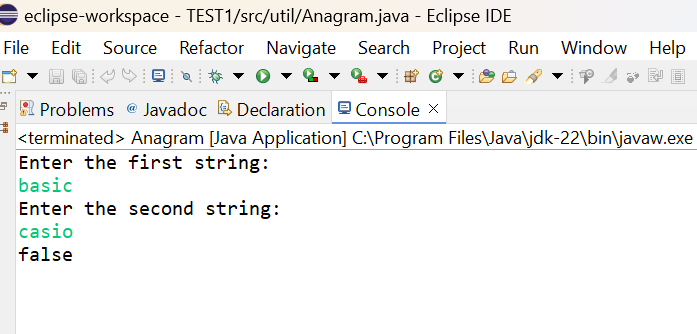 eclipse-workspace - TEST1/src/util/Anagram.java - Eclipse IDE
File Edit Source Refactor Navigate Search Project Run Window Help
Problems @ Javadoc Declaration Console ×
<terminated> Anagram [Java Application] C:\Program Files\Java\jdk-22\bin\javaw.exe
Enter the first string:
basic
Enter the second string:
casio
false